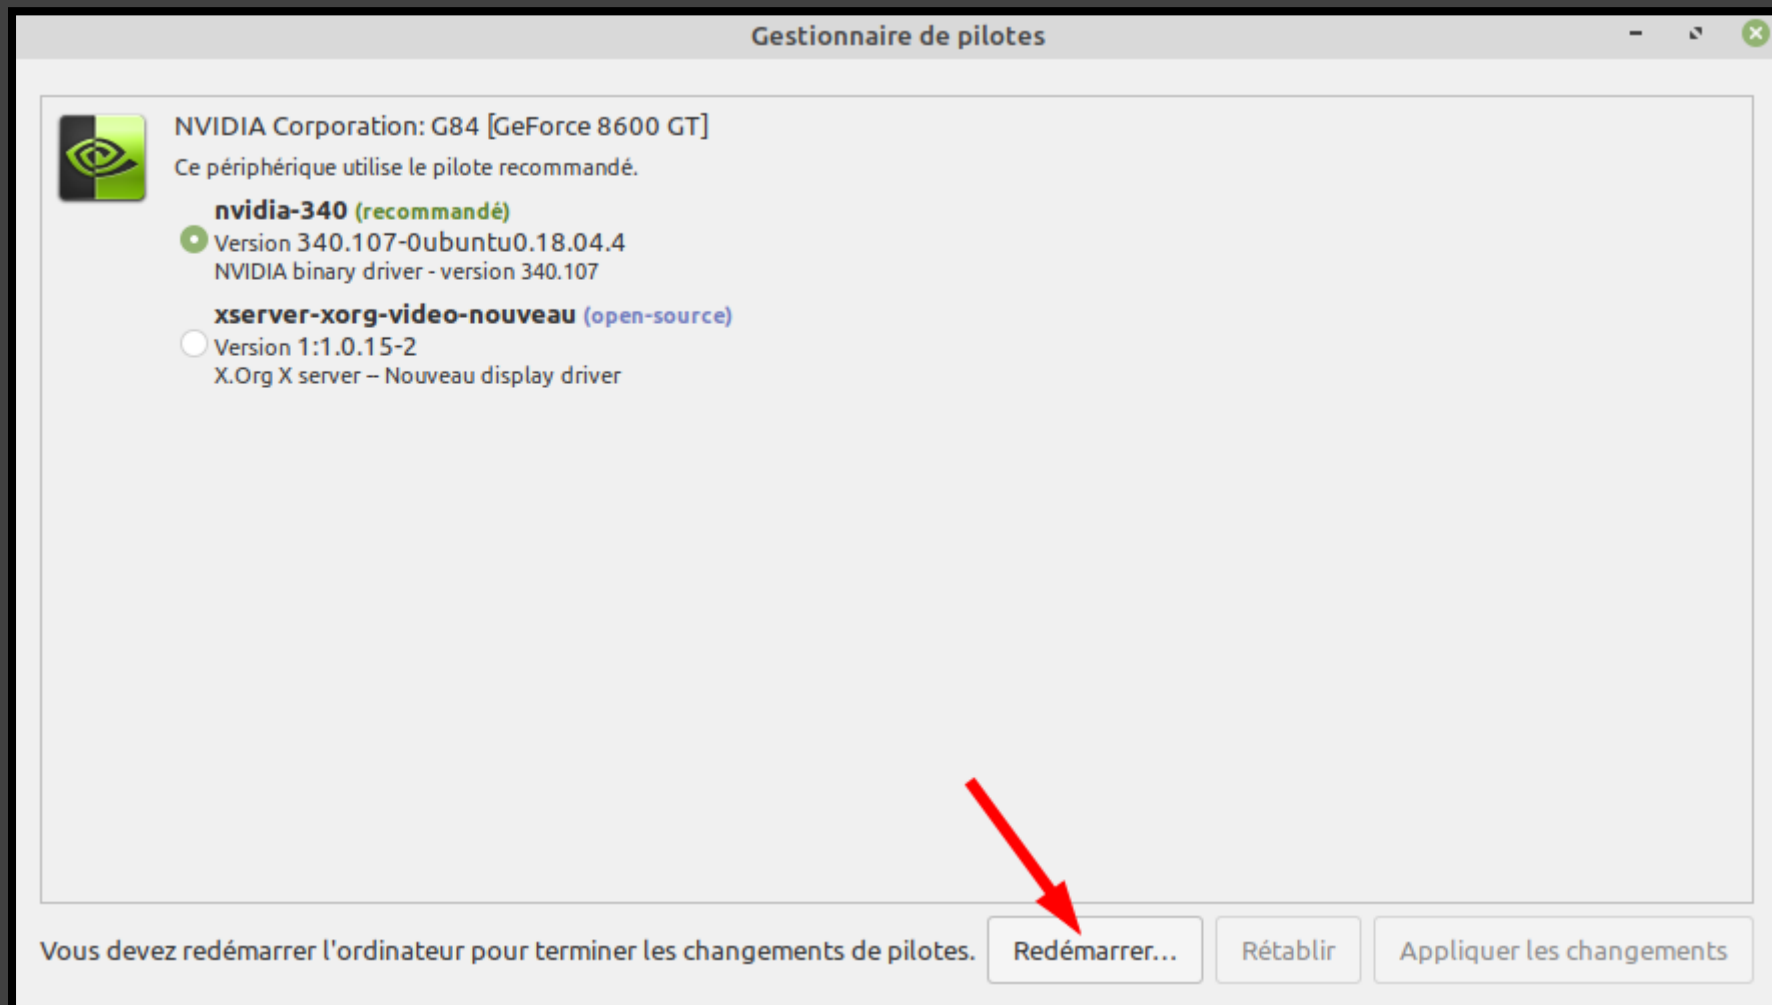 Gestionnaire de pilotes
NVIDIA Corporation: G84 [GeForce 8600 GT]
Ce périphérique utilise le pilote recommandé.
nvidia-340 (recommandé)
Version 340.107-0ubuntu0.18.04.4
NVIDIA binary driver - version 340.107
xserver-xorg-video-nouveau (open-source)
Version 1:1.0.15-2
X.Org X server -- Nouveau display driver
Vous devez redémarrer l'ordinateur pour terminer les changements de pilotes. Redémarrer... Rétablir Appliquer les changements